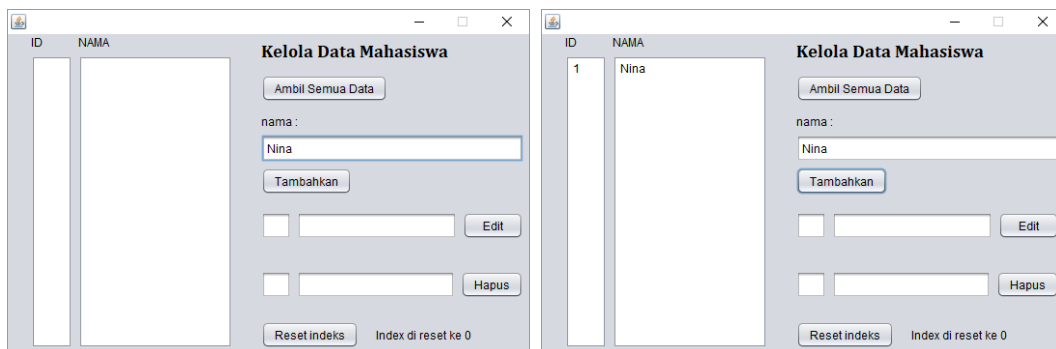 ID NAMA
Kelola Data Mahasiswa
Ambil Semua Data
nama :
Nina
Tambahkan
Edit
Hapus
Reset indeks Index di reset ke 0
ID NAMA
1 Nina
Kelola Data Mahasiswa
Ambil Semua Data
nama :
Nina
Tambahkan
Edit
Hapus
Reset indeks Index di reset ke 0